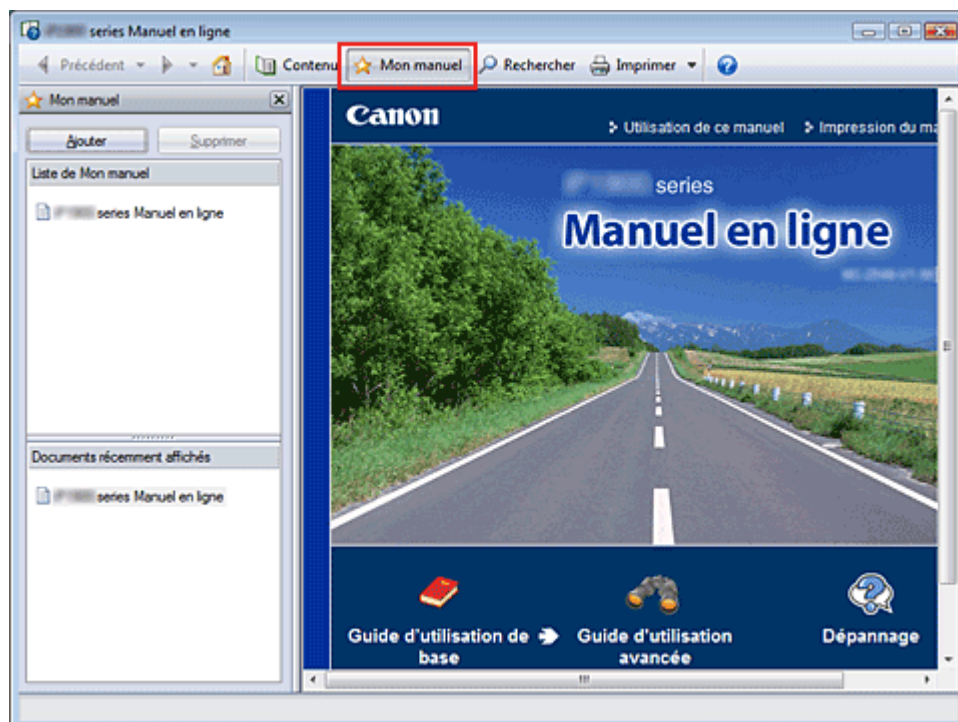 series Manuel en ligne
Précédent
Contenu
Mon manuel
Rechercher
Imprimer
Mon manuel
Ajouter
Supprimer
Liste de Mon manuel
series Manuel en ligne
Documents récemment affichés
series Manuel en ligne
Canon
Utilisation de ce manuel
Impression du ma
series
Manuel en ligne
Guide d'utilisation de base
Guide d'utilisation avancée
Dépannage